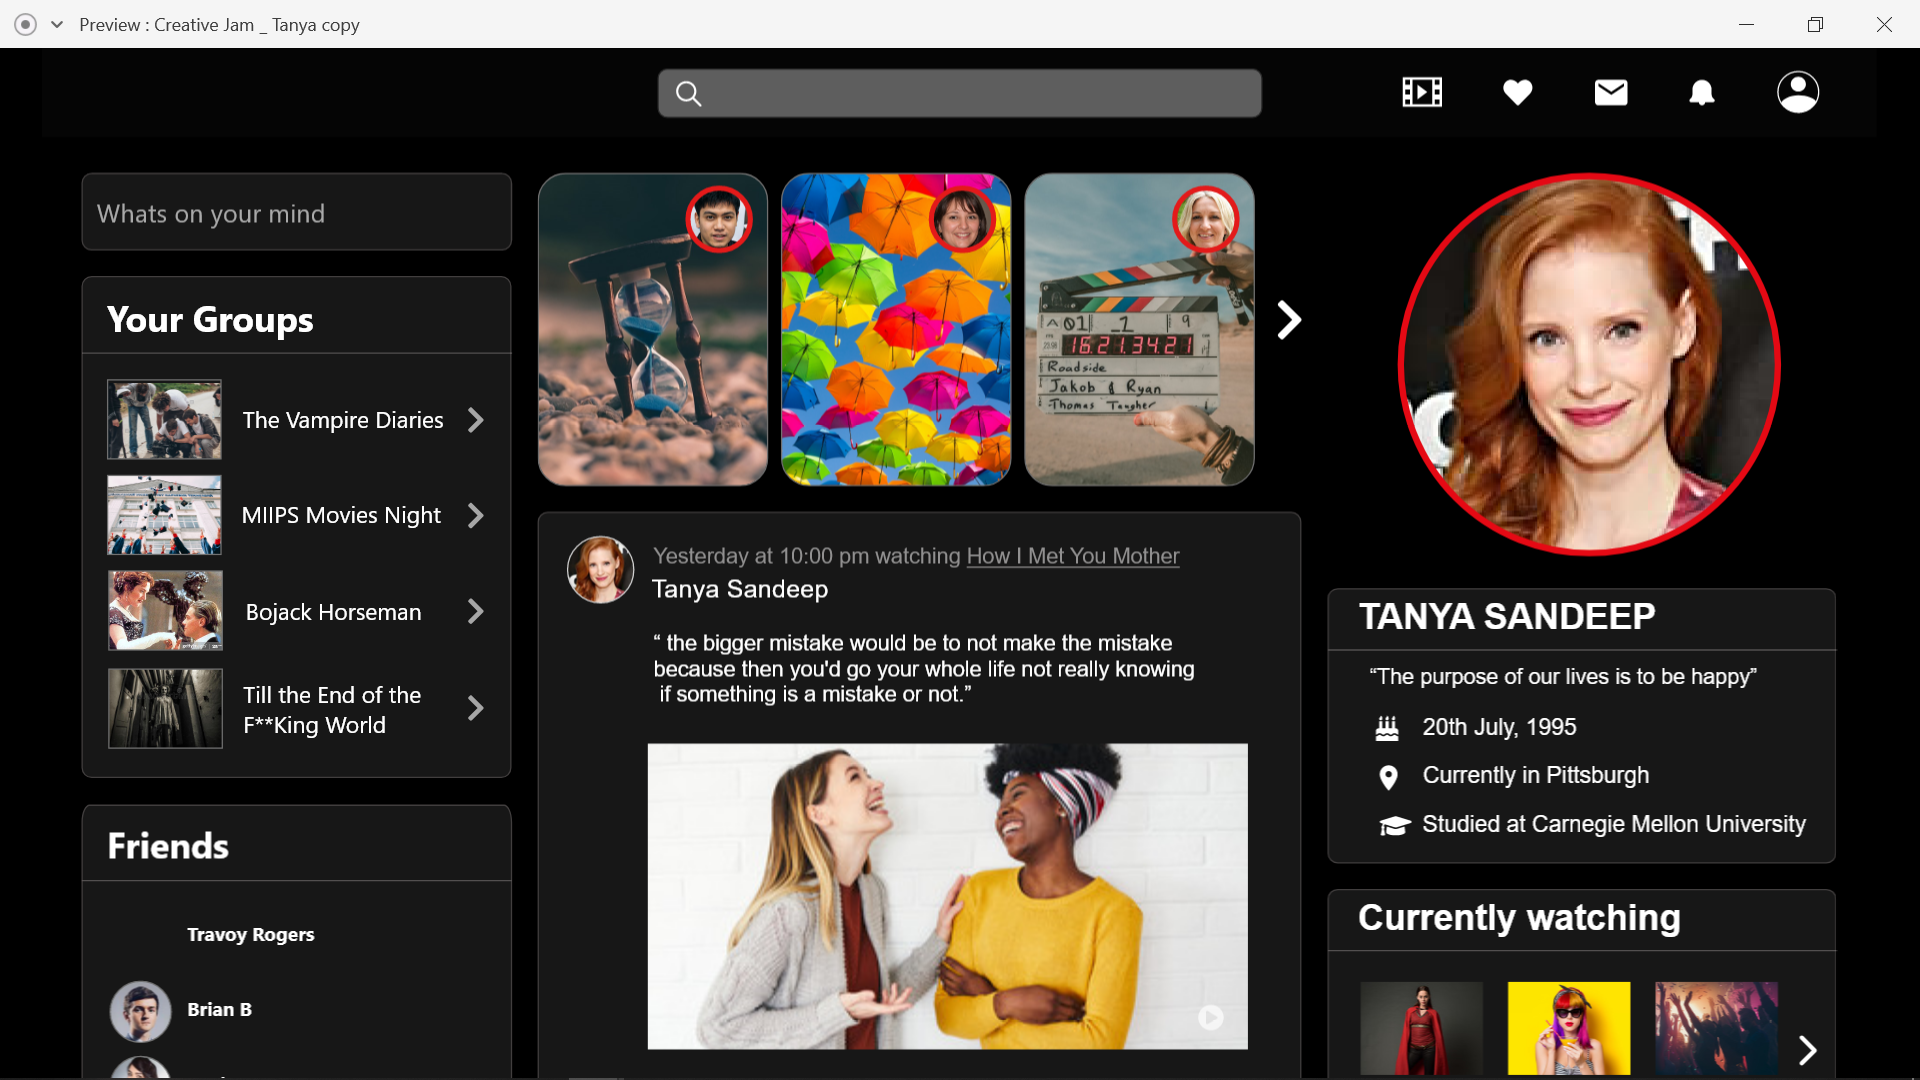 Preview : Creative Jam _ Tanya copy
Whats on your mind
Your Groups
The Vampire Diaries
MIIPS Movies Night
Bojack Horseman
Till the End of the
F**King World
Friends
Travoy Rogers
Brian B
A 01 _1 9
16:21.34.21
Roadside
Jakob & Ryan
Thomas
Yesterday at 10:00 pm watching How I Met You Mother
Tanya Sandeep
“ the bigger mistake would be to not make the mistake
because then you'd go your whole life not really knowing
if something is a mistake or not.”
TANYA SANDEEP
“The purpose of our lives is to be happy”
20th July, 1995
Currently in Pittsburgh
Studied at Carnegie Mellon University
Currently watching